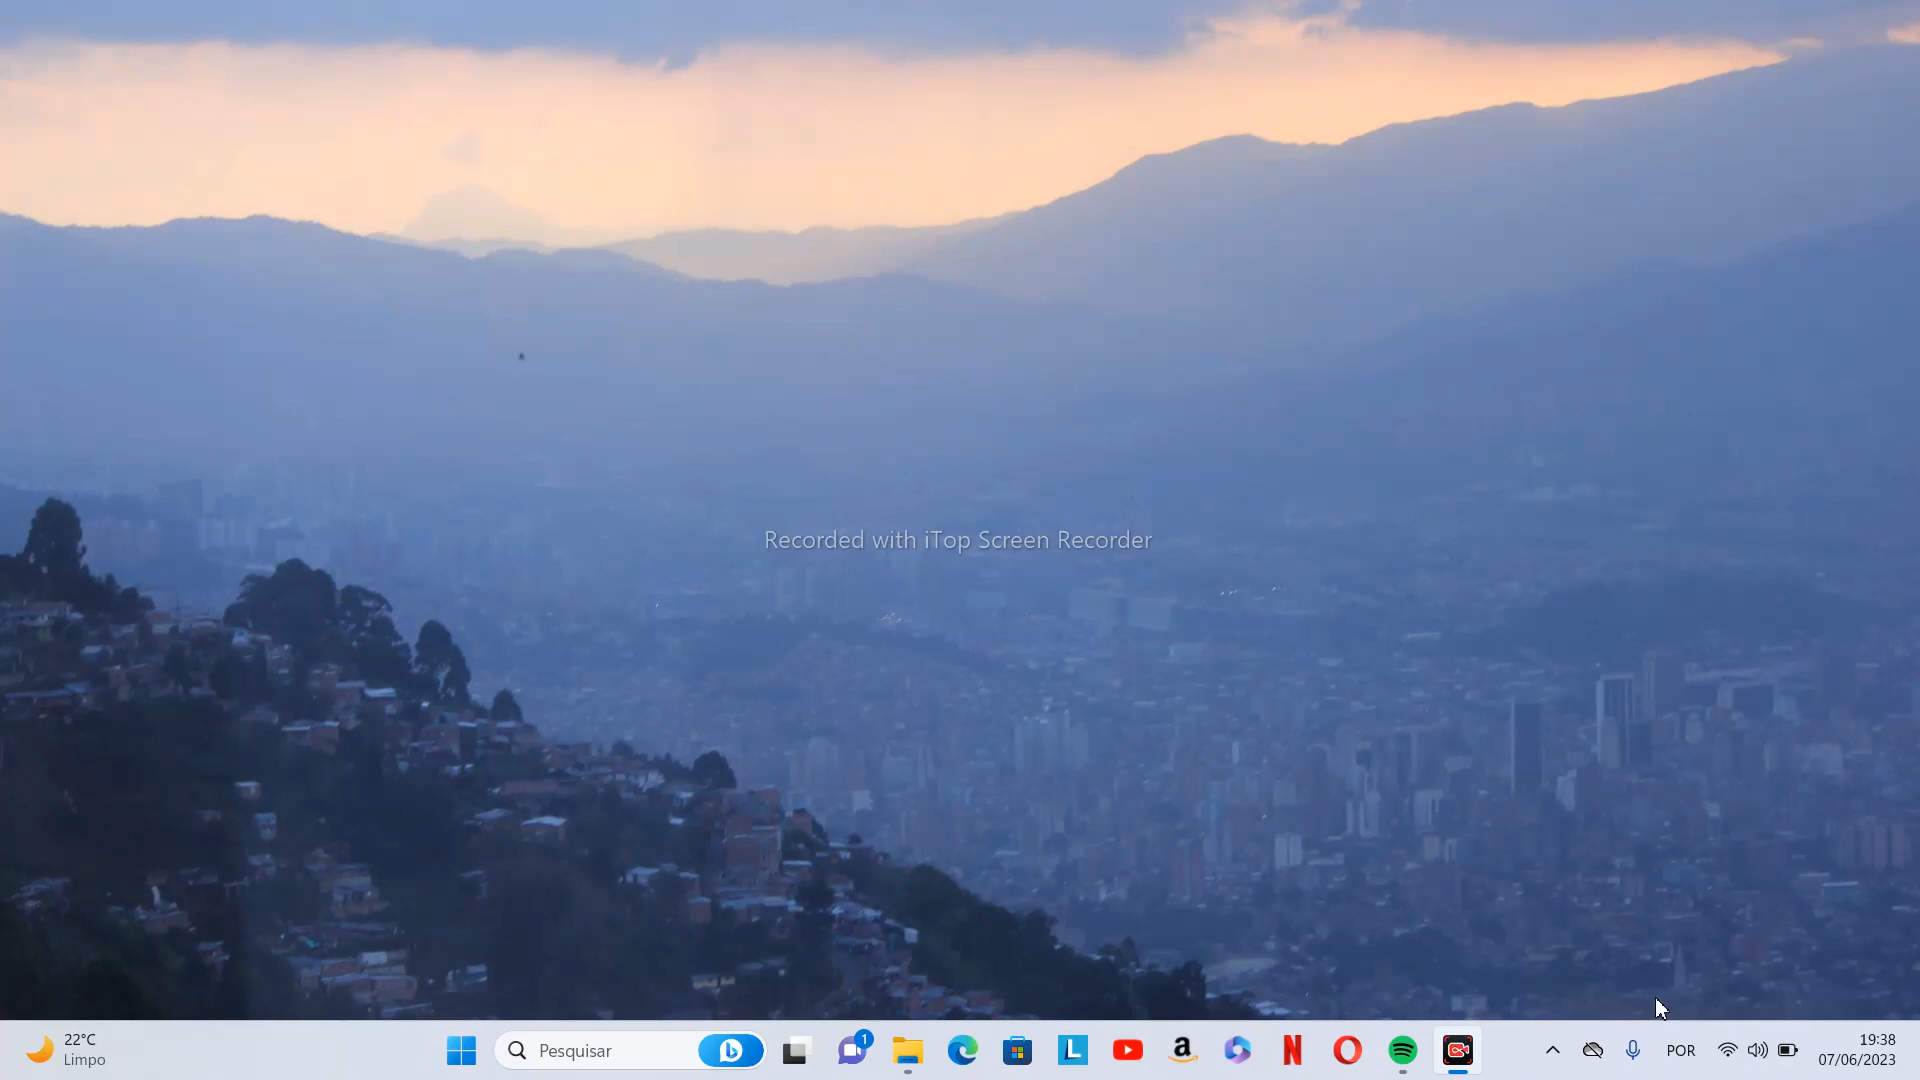 Recorded with iTop Screen Recorder
22°C
Limpo
Pesquisar
1
L
a
N
POR
19:38
07/06/2023